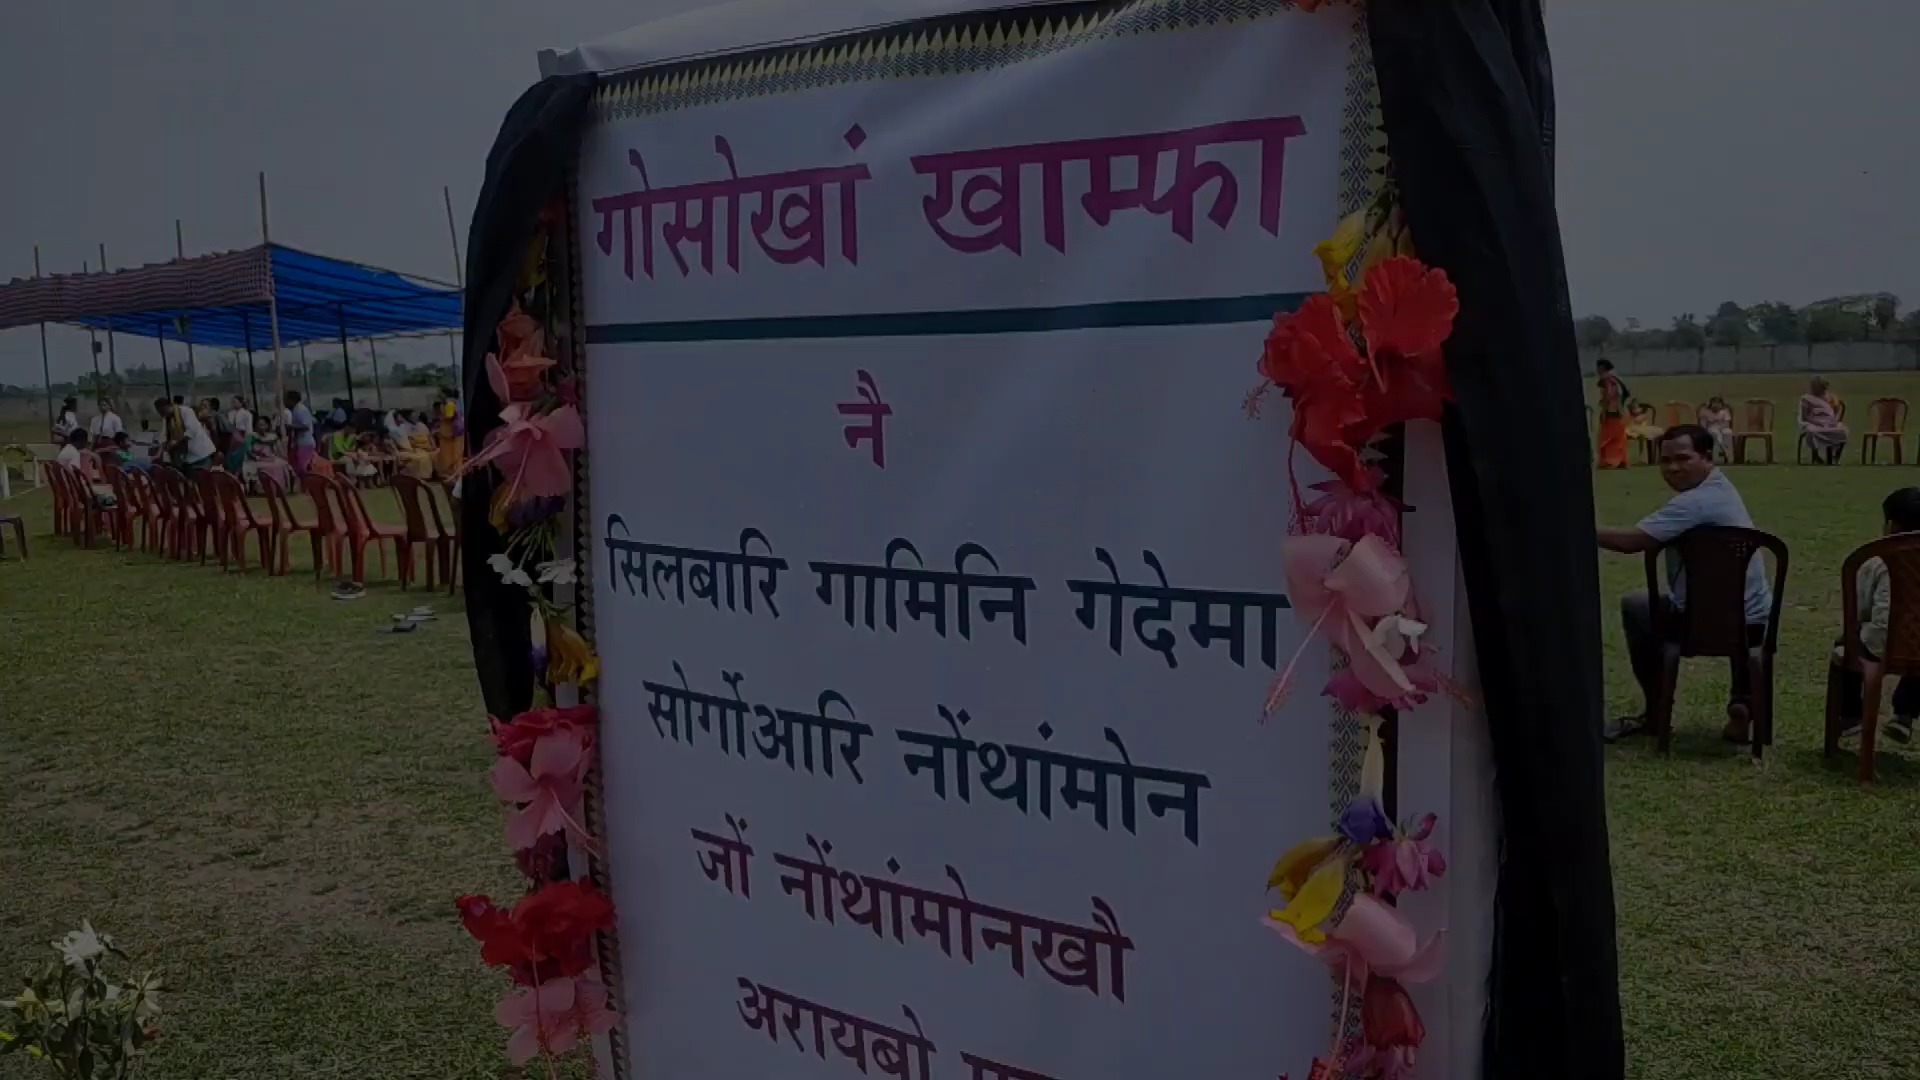 गोसोखां खाम्फा
नै
सिलबारि गामिनि गेदेमा
सोर्गोआरि नोंथांमोन
जों नोंथांमोनखौ
अरायबो